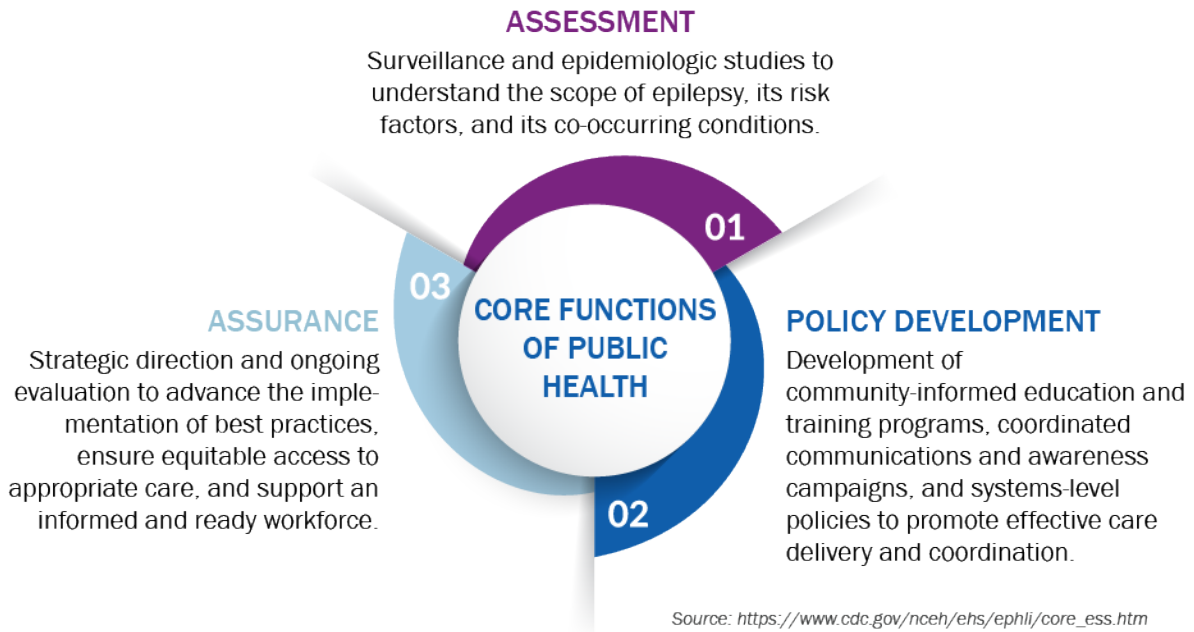 ASSESSMENT
Surveillance and epidemiologic studies to
understand the scope of epilepsy, its risk
factors, and its co-occurring conditions.
01
03
CORE FUNCTIONS
OF PUBLIC
HEALTH
ASSURANCE
Strategic direction and ongoing
evaluation to advance the imple-
mentation of best practices,
ensure equitable access to
appropriate care, and support an
informed and ready workforce.
POLICY DEVELOPMENT
Development of
community-informed education and
training programs, coordinated
communications and awareness
campaigns, and systems-level
policies to promote effective care
delivery and coordination.
02
Source: https://www.cdc.gov/nceh/ehs/ephli/core_ess.htm